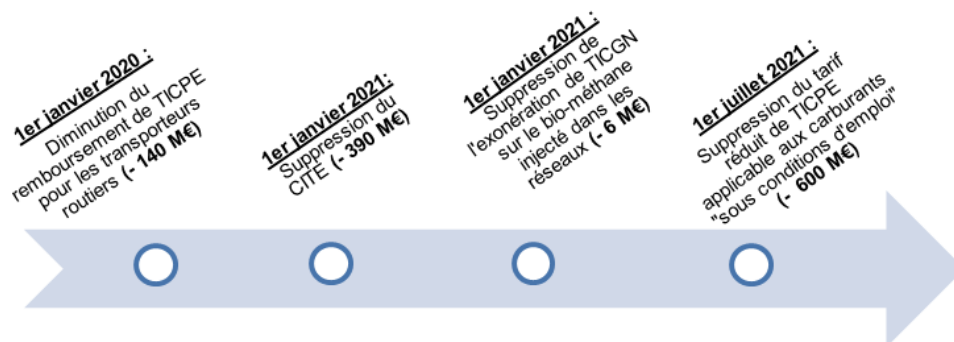 1er janvier 2020 :
Diminution du
remboursement de TICPE
pour les transporteurs
routiers (- 140 M€)
1er janvier 2021:
Suppression du
CITE (- 390 M€)
1er janvier 2021 :
Suppression de
l'exonération de TICGN
sur le bio-méthane
injecté dans les
réseaux (- 6 M€)
1er juillet 2021 :
Suppression du tarif
réduit de TICPE
applicable aux carburants
"sous conditions d'emploi"
(- 600 M€)